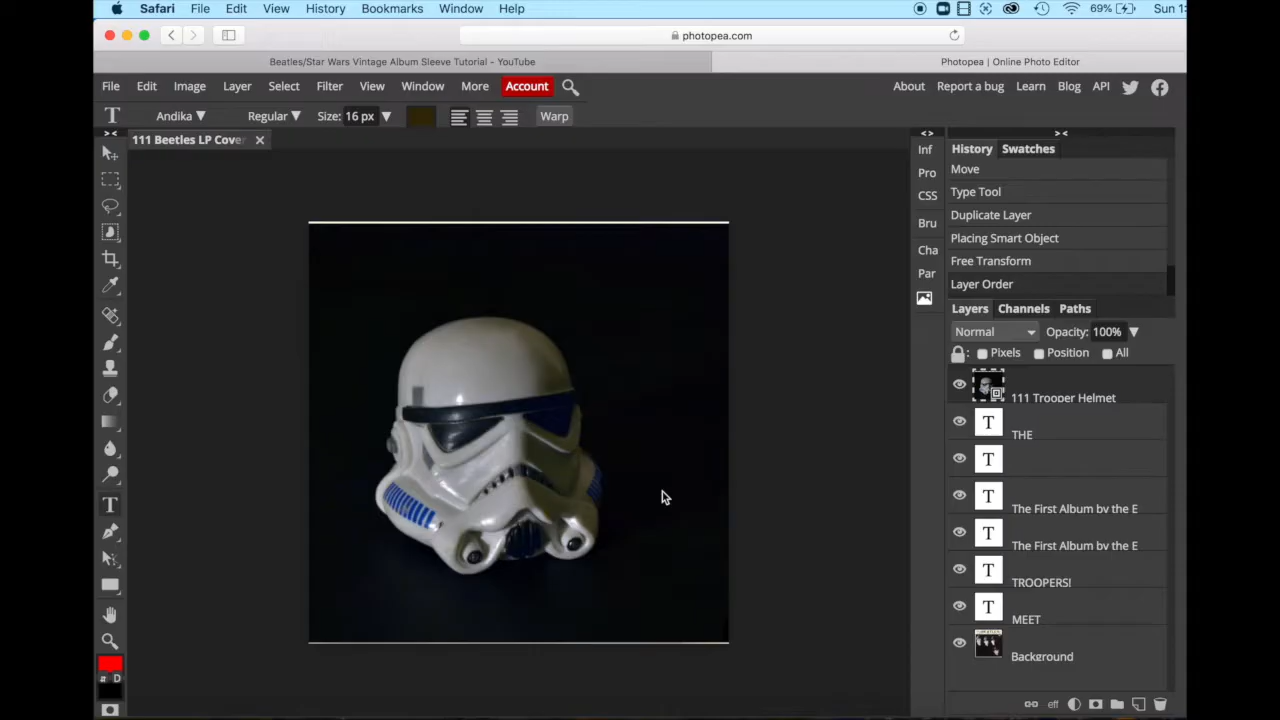 Safari File Edit View History Bookmarks Window Help 69% Sun 1:
photopea.com
Beatles/Star Wars Vintage Album Sleeve Tutorial - YouTube Photopea | Online Photo Editor
File Edit Image Layer Select Filter View Window More Account About Report a bug Learn Blog API
T Andika Regular Size: 16 px Warp
> < 111 Beetles LP Cover < > > <
Inf History Swatches
Move
Pro
Type Tool
CSS
Duplicate Layer
Bru
Placing Smart Object
Cha
Free Transform
Par
Layer Order
Layers Channels Paths
Normal Opacity: 100%
Pixels Position All
111 Trooper Helmet
T THE
T
T The First Album by the E
T The First Album by the E
T TROOPERS!
T MEET
Background
D
eff